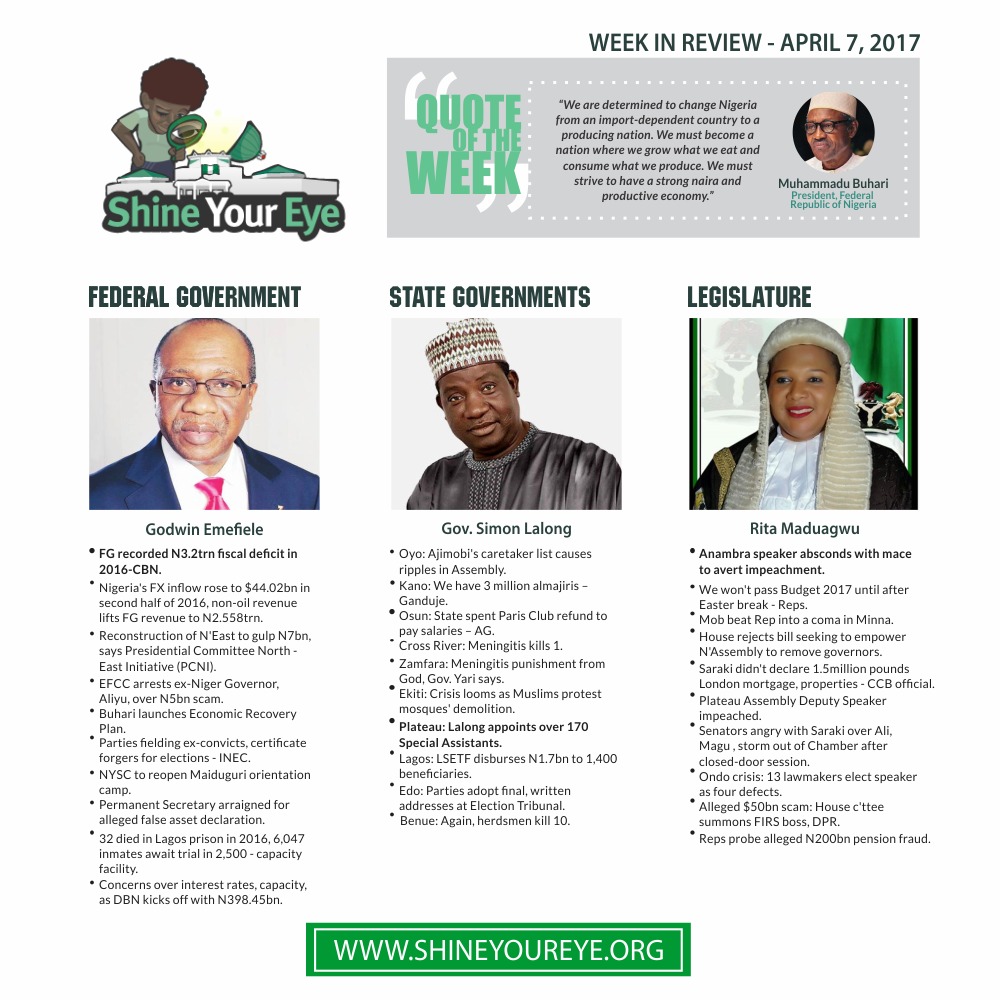 WEEK IN REVIEW - APRIL 7, 2017
Shine Your Eye
QUOTE
OF THE
WEEK
“We are determined to change Nigeria
from an import-dependent country to a
producing nation. We must become a
nation where we grow what we eat and
consume what we produce. We must
strive to have a strong naira and
productive economy.”
Muhammadu Buhari
President, Federal
Republic of Nigeria
FEDERAL GOVERNMENT
Godwin Emefiele
• FG recorded N3.2trn fiscal deficit in
2016-CBN.
• Nigeria's FX inflow rose to $44.02bn in
second half of 2016, non-oil revenue
lifts FG revenue to N2.558trn.
• Reconstruction of N'East to gulp N7bn,
says Presidential Committee North -
East Initiative (PCNI).
• EFCC arrests ex-Niger Governor,
Aliyu, over N5bn scam.
• Buhari launches Economic Recovery
Plan.
• Parties fielding ex-convicts, certificate
forgers for elections - INEC.
• NYSC to reopen Maiduguri orientation
camp.
• Permanent Secretary arraigned for
alleged false asset declaration.
• 32 died in Lagos prison in 2016, 6,047
inmates await trial in 2,500 - capacity
facility.
• Concerns over interest rates, capacity,
as DBN kicks off with N398.45bn.
STATE GOVERNMENTS
Gov. Simon Lalong
• Oyo: Ajimobi's caretaker list causes
ripples in Assembly.
• Kano: We have 3 million almajiris –
Ganduje.
• Osun: State spent Paris Club refund to
pay salaries – AG.
• Cross River: Meningitis kills 1.
• Zamfara: Meningitis punishment from
God, Gov. Yari says.
• Ekiti: Crisis looms as Muslims protest
mosques' demolition.
• Plateau: Lalong appoints over 170
Special Assistants.
• Lagos: LSETF disburses N1.7bn to 1,400
beneficiaries.
• Edo: Parties adopt final, written
addresses at Election Tribunal.
• Benue: Again, herdsmen kill 10.
LEGISLATURE
Rita Maduagwu
• Anambra speaker absconds with mace
to avert impeachment.
• We won't pass Budget 2017 until after
Easter break - Reps.
• Mob beat Rep into a coma in Minna.
• House rejects bill seeking to empower
N'Assembly to remove governors.
• Saraki didn't declare 1.5million pounds
London mortgage, properties - CCB official.
• Plateau Assembly Deputy Speaker
impeached.
• Senators angry with Saraki over Ali,
Magu , storm out of Chamber after
closed-door session.
• Ondo crisis: 13 lawmakers elect speaker
as four defects.
• Alleged $50bn scam: House c'ttee
summons FIRS boss, DPR.
• Reps probe alleged N200bn pension fraud.
WWW.SHINEYOUREYE.ORG